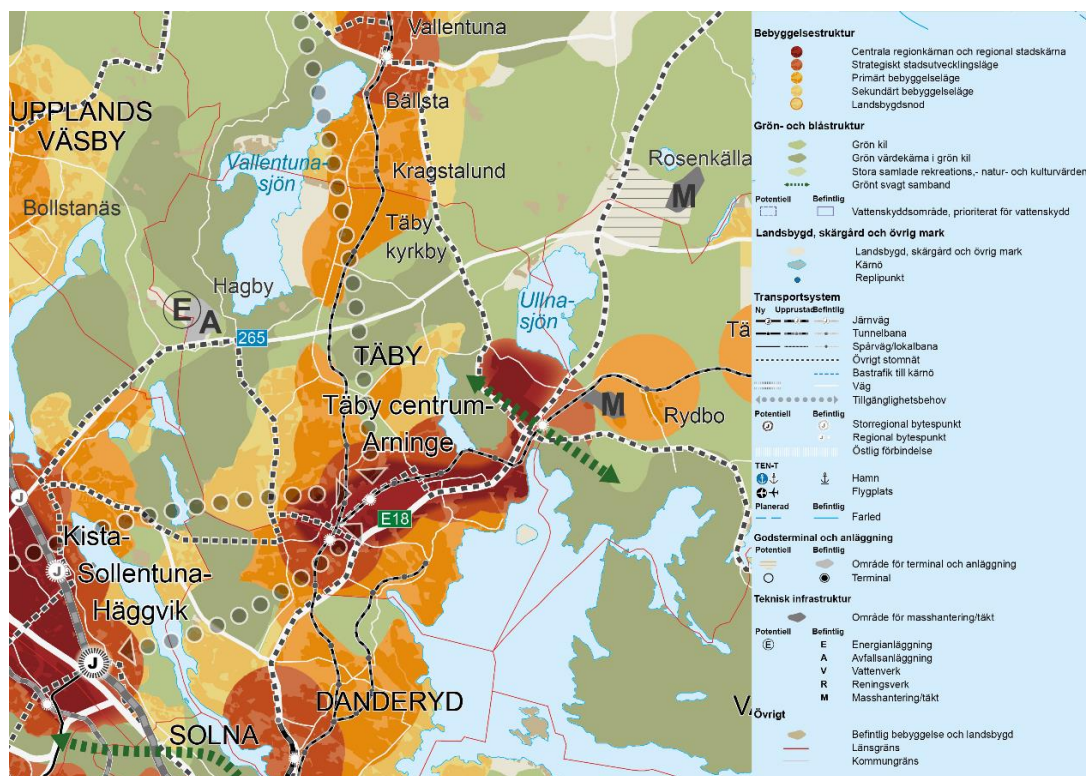 Vallentuna
UPPLANDS
VÄSBY
Bällsta
Vallentuna-
sjön
Kragstalund
Rosenkälla
M
Bollstanäs
Täby
kyrkby
Hagby
E
A
Ullna-
sjön
265
TÄBY
Tä
Täby centrum-
Arninge
M
Rydbo
E18
J
Kista-
Sollentuna-
Häggvik
J
J
DANDERYD
SOLNA
Bebyggelsestruktur
Centrala regionkärnan och regional stadskärna
Strategiskt stadsutvecklingsläge
Primärt bebyggelseläge
Sekundärt bebyggelseläge
Landsbygdsnod
Grön- och blåstruktur
Grön kil
Grön värdekärna i grön kil
Stora samlade rekreations,- natur- och kulturvärden
Grönt svagt samband
Potentiell Befintlig
Vattenskyddsområde, prioriterat för vattenskydd
Landsbygd, skärgård och övrig mark
Landsbygd, skärgård och övrig mark
Kärnö
Replipunkt
Transportsystem
Ny Upprustad Befintlig
Järnväg
Tunnelbana
Spårväg/lokalbana
Övrigt stomnät
Bastrafik till kärnö
Väg
Tillgänglighetsbehov
Potentiell Befintlig
J J Storregional bytespunkt
Regional bytespunkt
Östlig förbindelse
TEN-T
Hamn
Flygplats
Planerad Befintlig
Farled
Godsterminal och anläggning
Potentiell Befintlig
Område för terminal och anläggning
Terminal
Teknisk infrastruktur
Område för masshantering/täkt
Potentiell Befintlig
E E Energianläggning
A Avfallsanläggning
V Vattenverk
R Reningsverk
M Masshantering/täkt
Övrigt
Befintlig bebyggelse och landsbygd
Länsgräns
Kommungräns